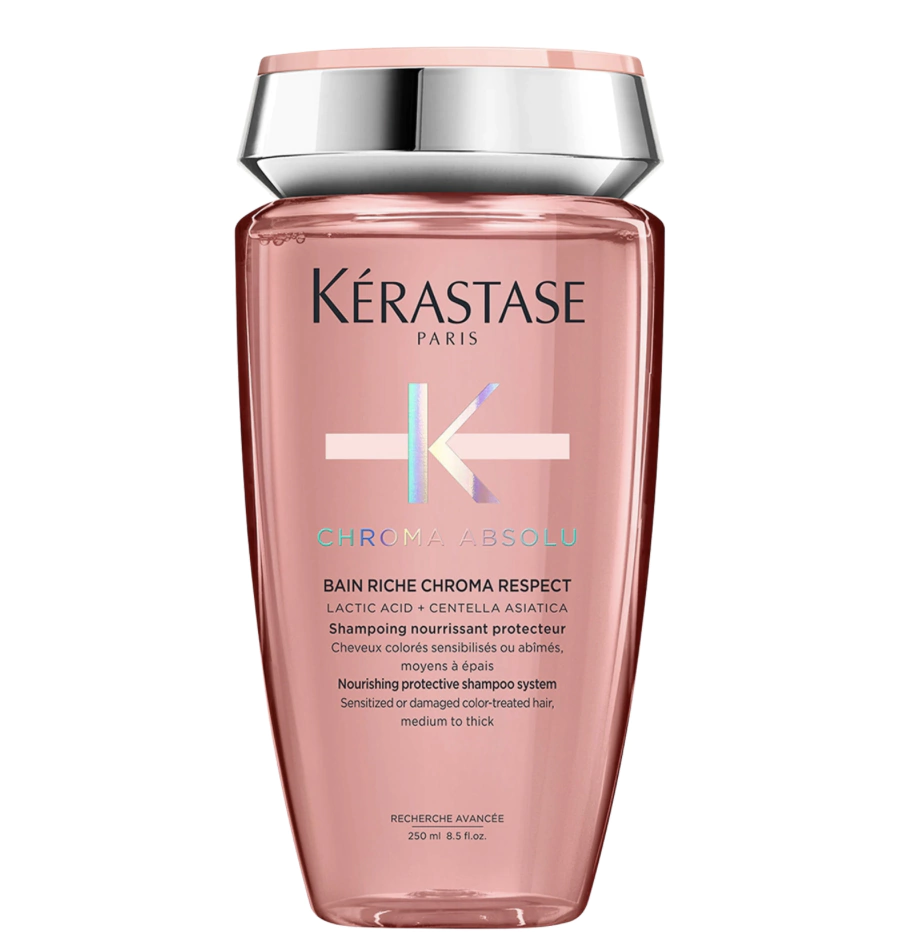 KÉRASTASE
PARIS
K
CHROMA ABSOLU
BAIN RICHE CHROMA RESPECT
LACTIC ACID + CENTELLA ASIATICA
Shampoing nourrissant protecteur
Cheveux colorés sensibilisés ou abîmés,
moyens à épais
Nourishing protective shampoo system
Sensitized or damaged color-treated hair,
medium to thick
RECHERCHE AVANCÉE
250 ml 8.5 fl.oz.